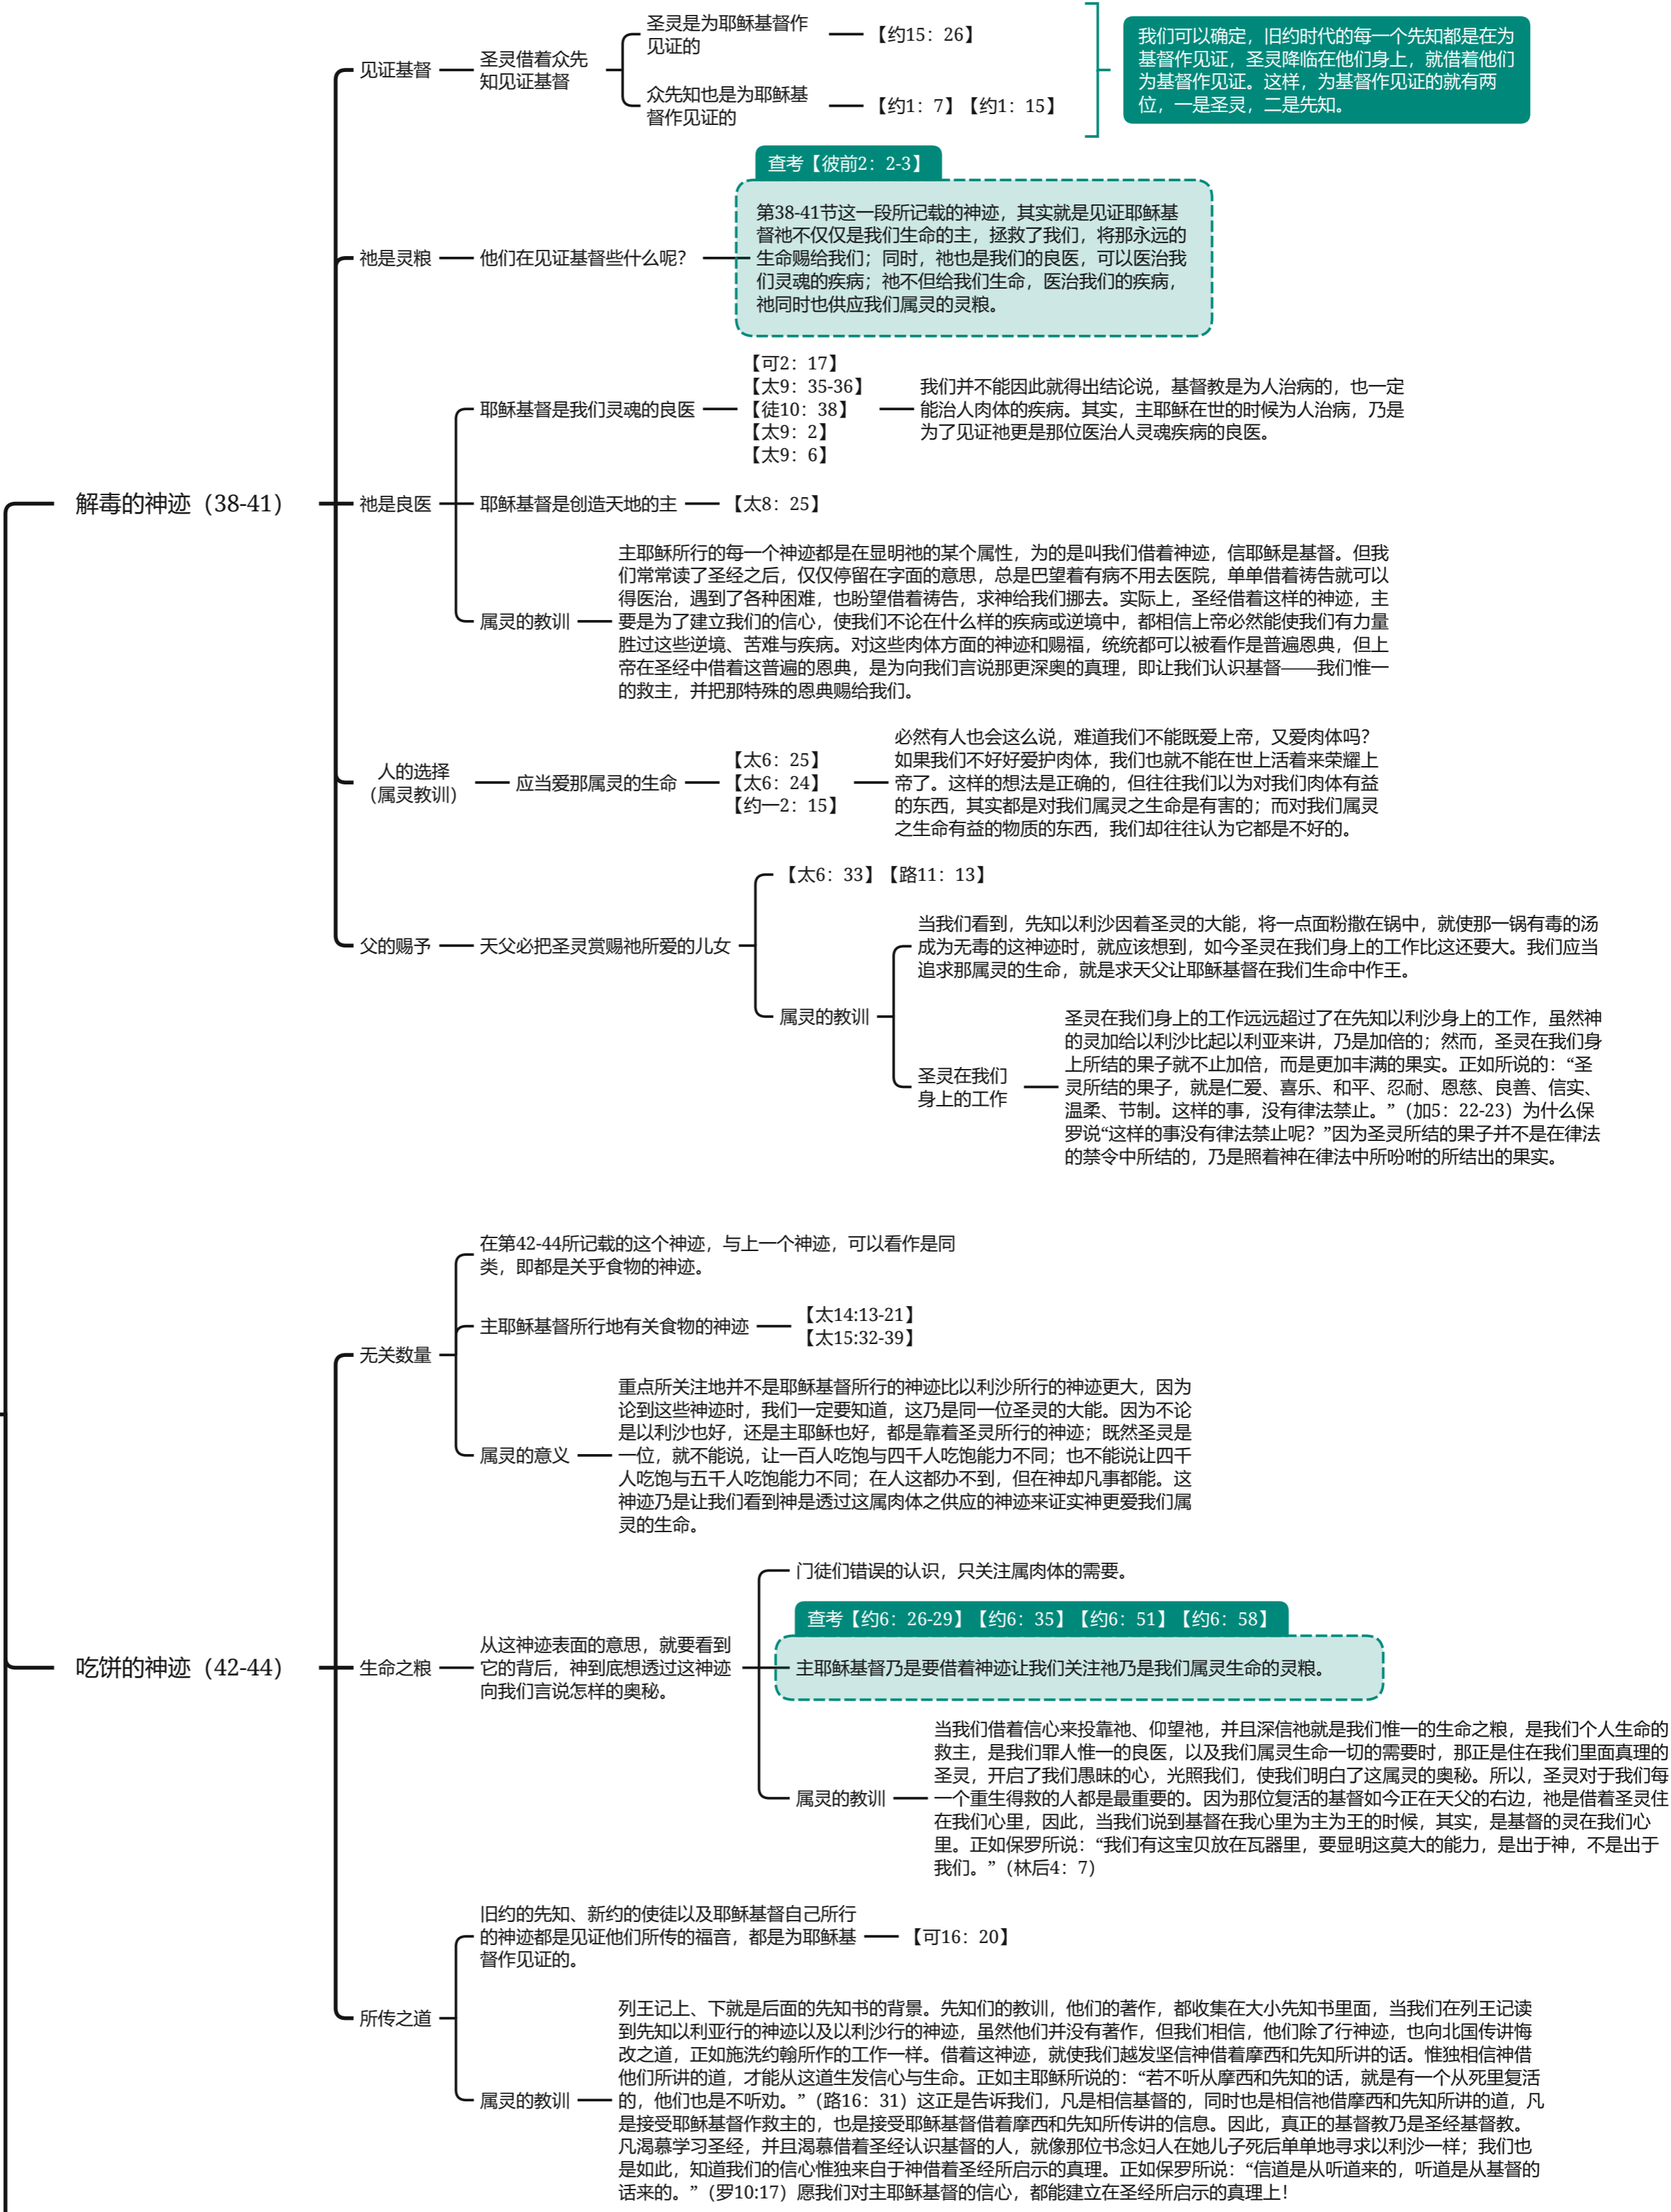 解毒的神迹（38-41）
见证基督
圣灵借着众先
知见证基督
圣灵是为耶稣基督作
见证的
【约15：26】
众先知也是为耶稣基
督作见证的
【约1：7】【约1：15】
我们可以确定，旧约时代的每一个先知都是在为
基督作见证，圣灵降临在他们身上，就借着他们
为基督作见证。这样，为基督作见证的就有两
位，一是圣灵，二是先知。
祂是灵粮
他们在见证基督些什么呢？
查考【彼前2：2-3】
第38-41节这一段所记载的神迹，其实就是见证耶稣基
督祂不仅仅是我们生命的主，拯救了我们，将那永远的
生命赐给我们；同时，祂也是我们的良医，可以医治我
们灵魂的疾病；祂不但给我们生命，医治我们的疾病，
祂同时也供应我们属灵的灵粮。
祂是良医
耶稣基督是我们灵魂的良医
【可2：17】
【太9：35-36】
【徒10：38】
【太9：2】
【太9：6】
我们并不能因此就得出结论说，基督教是为人治病的，也一定
能治人肉体的疾病。其实，主耶稣在世的时候为人治病，乃是
为了见证祂更是那位医治人灵魂疾病的良医。
耶稣基督是创造天地的主
【太8：25】
属灵的教训
主耶稣所行的每一个神迹都是在显明祂的某个属性，为的是叫我们借着神迹，信耶稣是基督。但我
们常常读了圣经之后，仅仅停留在字面的意思，总是巴望着有病不用去医院，单单借着祷告就可以
得医治，遇到了各种困难，也盼望借着祷告，求神给我们挪去。实际上，圣经借着这样的神迹，主
要是为了建立我们的信心，使我们不论在什么样的疾病或逆境中，都相信上帝必然能使我们有力量
胜过这些逆境、苦难与疾病。对这些肉体方面的神迹和赐福，统统都可以被看作是普遍恩典，但上
帝在圣经中借着这普遍的恩典，是为向我们言说那更深奥的真理，即让我们认识基督——我们惟一
的救主，并把那特殊的恩典赐给我们。
人的选择
（属灵教训）
应当爱那属灵的生命
【太6：25】
【太6：24】
【约一2：15】
必然有人也会这么说，难道我们不能既爱上帝，又爱肉体吗？
如果我们不好好爱护肉体，我们也就不能在世上活着来荣耀上
帝了。这样的想法是正确的，但往往我们以为对我们肉体有益
的东西，其实都是对我们属灵之生命是有害的；而对我们属灵
之生命有益的物质的东西，我们却往往认为它都是不好的。
父的赐予
天父必把圣灵赏赐祂所爱的儿女
【太6：33】【路11：13】
属灵的教训
当我们看到，先知以利沙因着圣灵的大能，将一点面粉撒在锅中，就使那一锅有毒的汤
成为无毒的这神迹时，就应该想到，如今圣灵在我们身上的工作比这还要大。我们应当
追求那属灵的生命，就是求天父让耶稣基督在我们生命中作王。
圣灵在我们
身上的工作
圣灵在我们身上的工作远远超过了在先知以利沙身上的工作，虽然神
的灵加给以利沙比起以利亚来讲，乃是加倍的；然而，圣灵在我们身
上所结的果子就不止加倍，而是更加丰满的果实。正如所说的：“圣
灵所结的果子，就是仁爱、喜乐、和平、忍耐、恩慈、良善、信实、
温柔、节制。这样的事，没有律法禁止。”（加5：22-23）为什么保
罗说“这样的事没有律法禁止呢？”因为圣灵所结的果子并不是在律法
的禁令中所结的，乃是照着神在律法中所吩咐的所结出的果实。
吃饼的神迹（42-44）
无关数量
在第42-44所记载的这个神迹，与上一个神迹，可以看作是同
类，即都是关乎食物的神迹。
主耶稣基督所行地有关食物的神迹
【太14:13-21】
【太15:32-39】
属灵的意义
重点所关注地并不是耶稣基督所行的神迹比以利沙所行的神迹更大，因为
论到这些神迹时，我们一定要知道，这乃是同一位圣灵的大能。因为不论
是以利沙也好，还是主耶稣也好，都是靠着圣灵所行的神迹；既然圣灵是
一位，就不能说，让一百人吃饱与四千人吃饱能力不同；也不能说让四千
人吃饱与五千人吃饱能力不同；在人这都办不到，但在神却凡事都能。这
神迹乃是让我们看到神是透过这属肉体之供应的神迹来证实神更爱我们属
灵的生命。
生命之粮
从这神迹表面的意思，就要看到
它的背后，神到底想透过这神迹
向我们言说怎样的奥秘。
门徒们错误的认识，只关注属肉体的需要。
查考【约6：26-29】【约6：35】【约6：51】【约6：58】
主耶稣基督乃是要借着神迹让我们关注祂乃是我们属灵生命的灵粮。
属灵的教训
当我们借着信心来投靠祂、仰望祂，并且深信祂就是我们惟一的生命之粮，是我们个人生命的
救主，是我们罪人惟一的良医，以及我们属灵生命一切的需要时，那正是住在我们里面真理的
圣灵，开启了我们愚昧的心，光照我们，使我们明白了这属灵的奥秘。所以，圣灵对于我们每
一个重生得救的人都是最重要的。因为那位复活的基督如今正在天父的右边，祂是借着圣灵住
在我们心里，因此，当我们说到基督在我心里为主为王的时候，其实，是基督的灵在我们心
里。正如保罗所说：“我们有这宝贝放在瓦器里，要显明这莫大的能力，是出于神，不是出于
我们。”（林后4：7）
所传之道
旧约的先知、新约的使徒以及耶稣基督自己所行
的神迹都是见证他们所传的福音，都是为耶稣基
督作见证的。
【可16：20】
属灵的教训
列王记上、下就是后面的先知书的背景。先知们的教训，他们的著作，都收集在大小先知书里面，当我们在列王记读
到先知以利亚行的神迹以及以利沙行的神迹，虽然他们并没有著作，但我们相信，他们除了行神迹，也向北国传讲悔
改之道，正如施洗约翰所作的工作一样。借着这神迹，就使我们越发坚信神借着摩西和先知所讲的话。惟独相信神借
他们所讲的道，才能从这道生发信心与生命。正如主耶稣所说的：“若不听从摩西和先知的话，就是有一个从死里复活
的，他们也是不听劝。”（路16：31）这正是告诉我们，凡是相信基督的，同时也是相信祂借摩西和先知所讲的道，凡
是接受耶稣基督作救主的，也是接受耶稣基督借着摩西和先知所传讲的信息。因此，真正的基督教乃是圣经基督教。
凡渴慕学习圣经，并且渴慕借着圣经认识基督的人，就像那位书念妇人在她儿子死后单单地寻求以利沙一样；我们也
是如此，知道我们的信心惟独来自于神借着圣经所启示的真理。正如保罗所说：“信道是从听道来的，听道是从基督的
话来的。”（罗10:17）愿我们对主耶稣基督的信心，都能建立在圣经所启示的真理上！